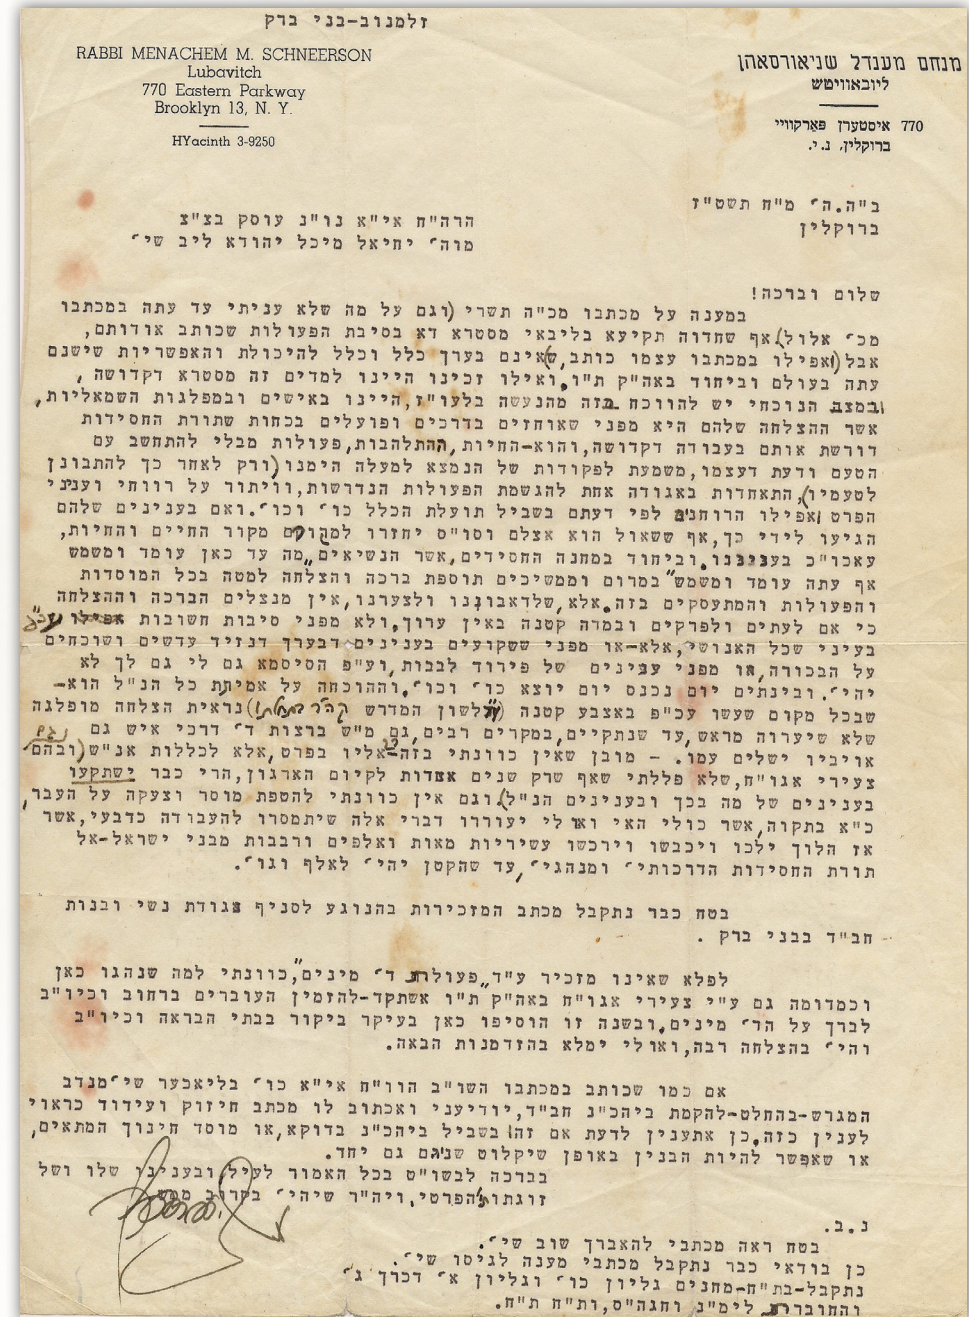 זלמנוב-בני ברק
RABBI MENACHEM M. SCHNEERSON
Lubavitch
770 Eastern Parkway
Brooklyn 13, N. Y.
HYacinth 3-9250
מנחם מענדל שניאורסאהן
ליובאוויטש
770 איסטערן פּאַרקוויי
ברוקלין, נ. י.
ב"ה. ה' מ"ח תשט"ז
ברוקלין
הרה"ח אי"א נו"נ עוסק בצ"צ
מוה' יחיאל מיכל יהודא ליב שי'
שלום וברכה!
במענה על מכתבו מכ"ה תשרי (וגם על מה שלא עניתי עד עתה במכתבו
מכ' אלול), אף שחדוה תקיעא בליבאי מסטרא דא בסיבת הפעולות שכותב אודותם,
אבל (ואפילו במכתבו עצמו כותב, שאינם בערך כלל וכלל להיכולת והאפשריות שישנם
עתה בעולם וביחוד באה"ק ת"ו, ואילו זכינו היינו למדים זה מסטרא דקדושה,
ובמצב הנוכחי יש להווכח בזה מהנעשה בלעו"ז, היינו באישים ובמפלגות השמאליות,
אשר ההצלחה שלהם היא מפני שאוחזים בדרכים ופועלים בכחות שתורת החסידות
דורשת אותם בעבודה דקדושה, והוא-החיות, ההתלהבות, פעולות מבלי להתחשב עם
הטעם ודעת דעצמו, משמעת לפקודות של הנמצא למעלה הימנו (ורק לאחר כך להתבונן
לטעמיו), התאחדות באגודה אחת להגשמת הפעולות הנדרשות, וויתור על רווחי ועניני
הפרט ואפילו הרוחנים לפי דעתם בשביל תועלת הכלל כו' וכו'. ואם בענינים שלהם
הגיעו לידי כך, אף ששאול הוא אצלם וסו"ס יחזרו למקום מקור החיים והחיות,
עאכו"כ בעניננו, וביחוד במחנה החסידים, אשר הנשיאים, "מה עד כאן עומד ומשמש
אף עתה עומד ומשמש" במרום וממשיכים תוספת ברכה והצלחה למטה בכל המוסדות
והפעולות והמתעסקים בזה, אלא, שלדאבוננו ולצערנו, אין מנצלים הברכה וההצלחה
כי אם לעתים ולפרקים ובמדה קטנה באין ערוך, ולא מפני סיבות חשובות אפילו
בעיני שכל האנושי, אלא-או מפני ששקועים בענינים דבערך דנזיד עדשים ושוכחים
על הבכורה, או מפני ענינים של פירוד לבבות, וע"פ הסיסמא גם לי גם לך לא
יהי'. ובינתים יום נכנס יום יוצא כו' וכו'. וההוכחה על אמיתת כל הנ"ל הוא-
שבכל מקום שעשו עכ"פ באצבע קטנה (ע"ד לשון המדרש ) נראית הצלחה מופלגה
שלא שיערוה מראש, עד שנתקיים, במקרים רבים, גם מ"ש ברצות ד' דרכי איש גם
אויביו ישלים עמו. - מובן שאין כוונתי בזה כ"א אליו בפרט, אלא לכללות אנ"ש (ובהם
צעירי אגו"ח, שלא פללתי שאף שרק שנים אחדות לקיום הארגון, הרי כבר ישתקעו
בענינים של מה בכך ובענינים הנ"ל). וגם אין כוונתי להטפת מוסר וצעקה על העבר,
כ"א בתקוה, אשר כולי האי ואולי יעוררו דברי אלה שיתמסרו להעבודה כדבעי, אשר
אז הלוך ילכו ויכבשו וירכשו עשיריות מאות ואלפים ורבבות מבני ישראל-אל
תורת החסידות הדרכותי' ומנהגי', עד שהקטן יהי' לאלף וגו'.
בטח כבר נתקבל מכתב המזכירות בהנוגע לסניף אגודת נשי ובנות
חב"ד בבני ברק.
לפלא שאינו מזכיר ע"ד "פעולת ד' מינים", כוונתי למה שנהגו כאן
וכמדומה גם ע"י צעירי אגו"ח באה"ק ת"ו אשתקד-להזמין העוברים ברחוב וכיו"ב
לברך על הד' מינים, ובשנה זו הוסיפו כאן בעיקר ביקור בבתי הבראה וכיו"ב
והי' בהצלחה רבה, ואולי ימלא בהזדמנות הבאה.
אם כמו שכותב במכתבו השו"ב הוו"ח אי"א כו' בליאכער שי' מנדב
המגרש-בהחלט-להקמת ביהכ"נ חב"ד, יודיעני ואכתוב לו מכתב חיזוק ועידוד כראוי
לענין כזה, כן אתענין לדעת אם זהו בשביל ביהכ"נ בדוקא, או מוסד חינוך המתאים,
או שאפשר להיות הבנין באופן שיקלוט שניהם גם יחד.
בברכה לבשו"ט בכל האמור לעיל ובעניניו שלו ושל
זוגתו הפרטי, ויה"ר שיהי' בקרוב ממש
נ.ב.
בטח ראה מכתבי להאברך שוב שי'.
כן בודאי כבר נתקבל מכתבי מענה לגיסו שי'.
נתקבל-בת"ח-מחנים גליון כו' וגליון א' דכרך ג'
והחוברת לימ"נ וחגה"ס, ות"ח ת"ח.